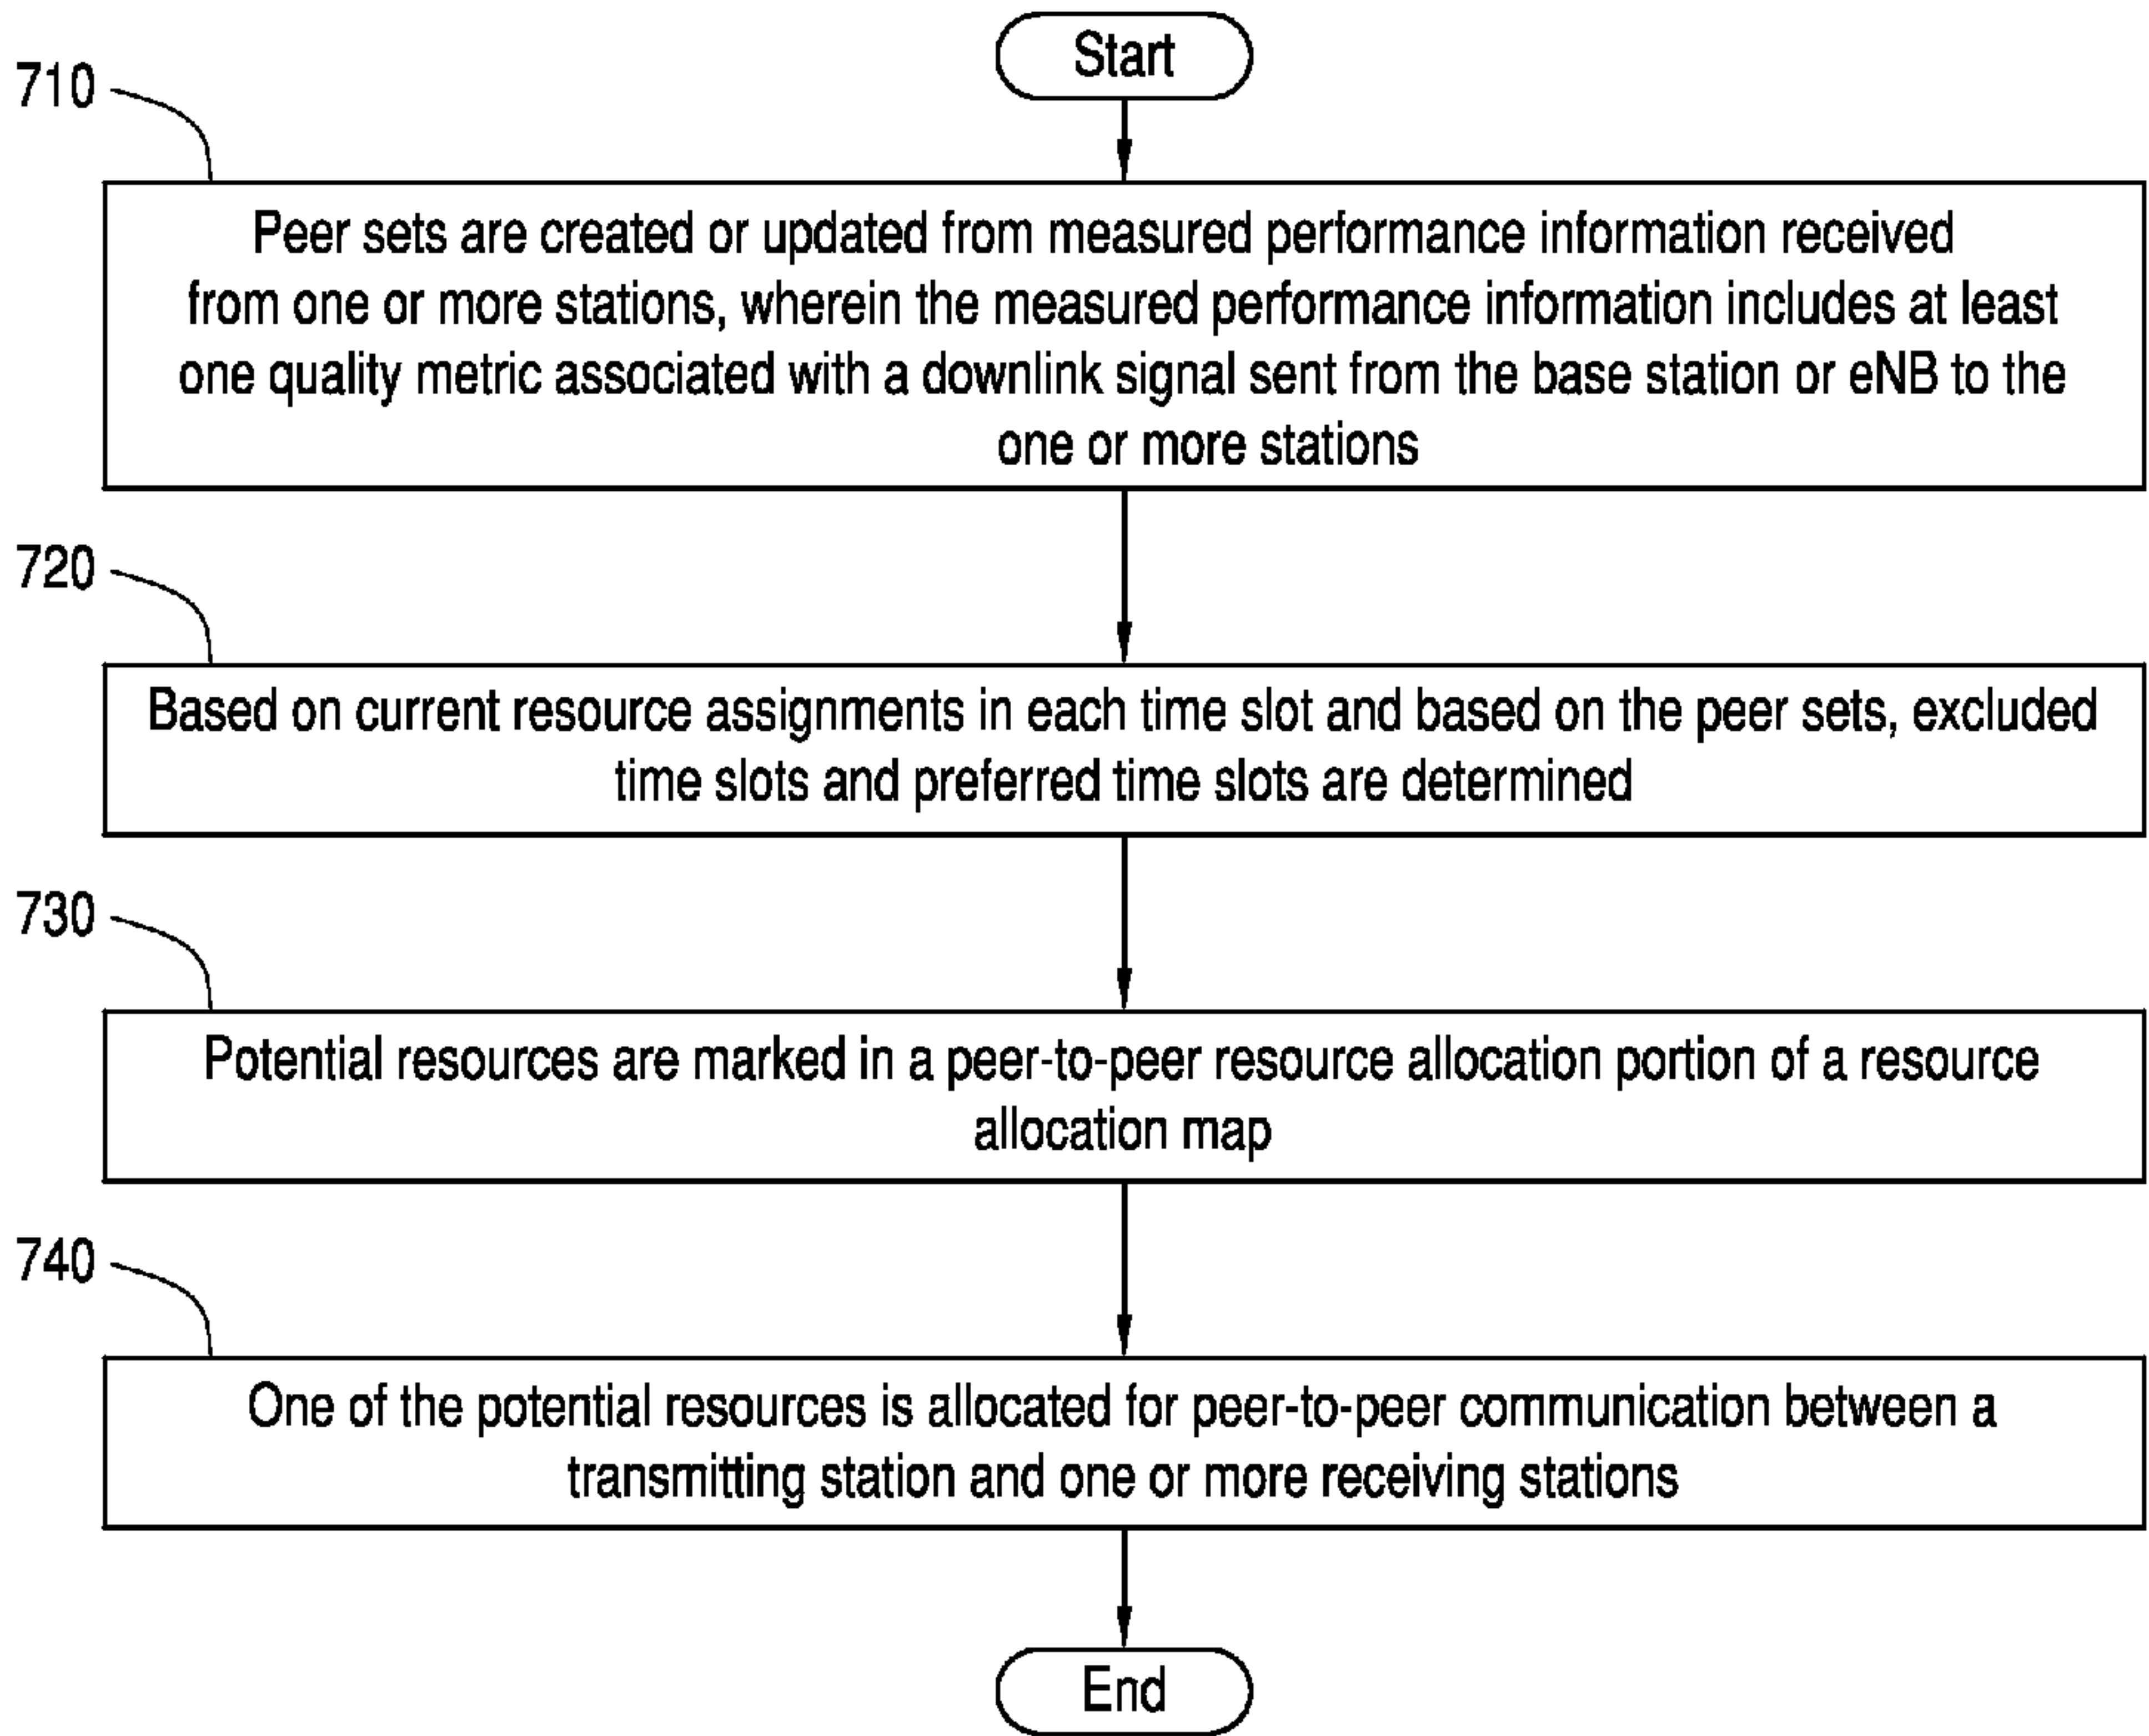 Start
710
Peer sets are created or updated from measured performance information received
from one or more stations, wherein the measured performance information includes at least
one quality metric associated with a downlink signal sent from the base station or eNB to the
one or more stations
720
Based on current resource assignments in each time slot and based on the peer sets, excluded
time slots and preferred time slots are determined
730
Potential resources are marked in a peer-to-peer resource allocation portion of a resource
allocation map
740
One of the potential resources is allocated for peer-to-peer communication between a
transmitting station and one or more receiving stations
End